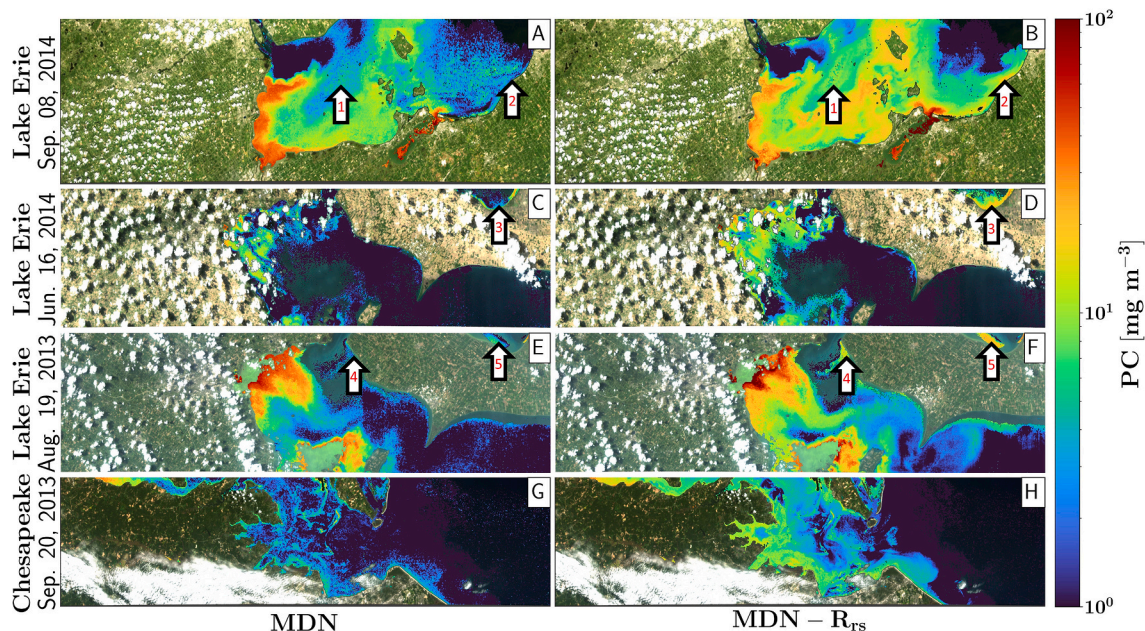 Lake Erie
Sep. 08, 2014
A
1
2
B
1
2
Lake Erie
Jun. 16, 2014
C
3
D
3
Lake Erie
Aug. 19, 2013
E
4
5
F
4
5
Chesapeake
Sep. 20, 2013
G
H
MDN
MDN − Rrs
10²
10¹
10⁰
PC [mg m⁻³]